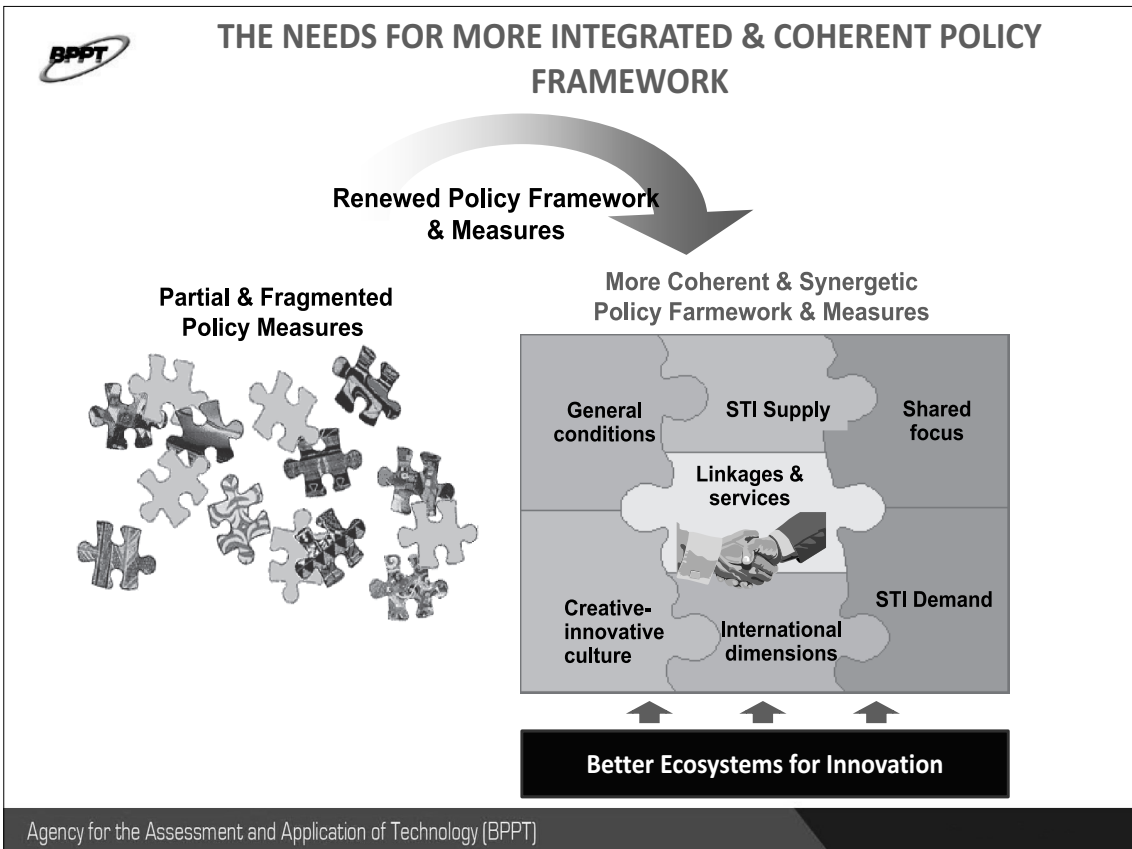 BPPT
THE NEEDS FOR MORE INTEGRATED & COHERENT POLICY
FRAMEWORK
Renewed Policy Framework
& Measures
Partial & Fragmented
Policy Measures
More Coherent & Synergetic
Policy Farmework & Measures
General
conditions
STI Supply
Shared
focus
Linkages &
services
Creative-
innovative
culture
International
dimensions
STI Demand
Better Ecosystems for Innovation
Agency for the Assessment and Application of Technology (BPPT)